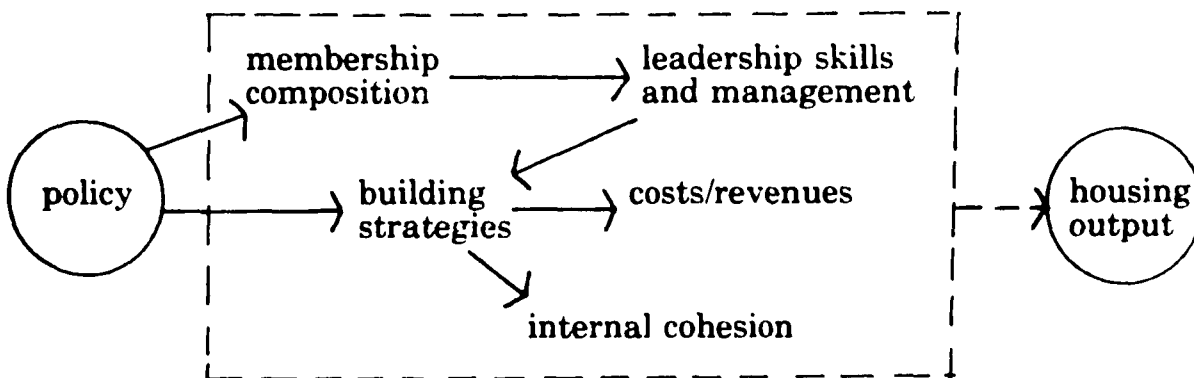 membership
composition
leadership skills
and management
policy
building
strategies
costs/revenues
housing
output
internal cohesion